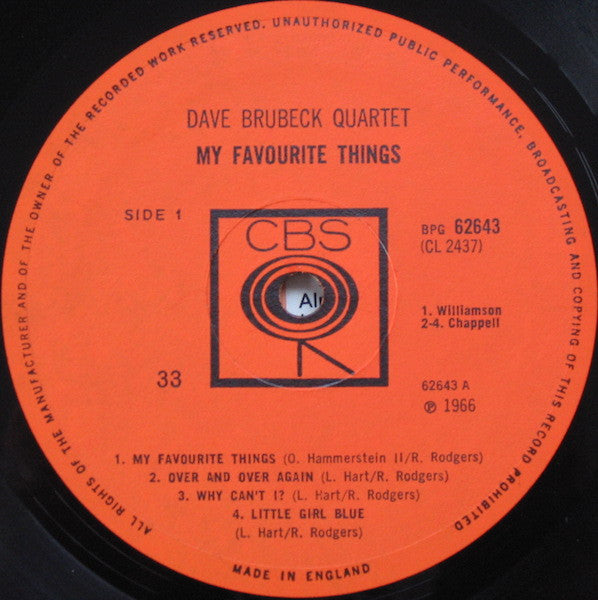 ALL RIGHTS OF THE MANUFACTURER AND OF THE OWNER OF THE RECORDED WORK RESERVED. UNAUTHORIZED PUBLIC PERFORMANCE, BROADCASTING AND COPYING OF THIS RECORD PROHIBITED
DAVE BRUBECK QUARTET
MY FAVOURITE THINGS
SIDE 1
CBS
BPG 62643
(CL 2437)
1. Williamson
2-4. Chappell
33
62643 A
℗ 1966
1. MY FAVOURITE THINGS (O. Hammerstein II/R. Rodgers)
2. OVER AND OVER AGAIN (L. Hart/R. Rodgers)
3. WHY CAN'T I? (L. Hart/R. Rodgers)
4. LITTLE GIRL BLUE
(L. Hart/R. Rodgers)
MADE IN ENGLAND